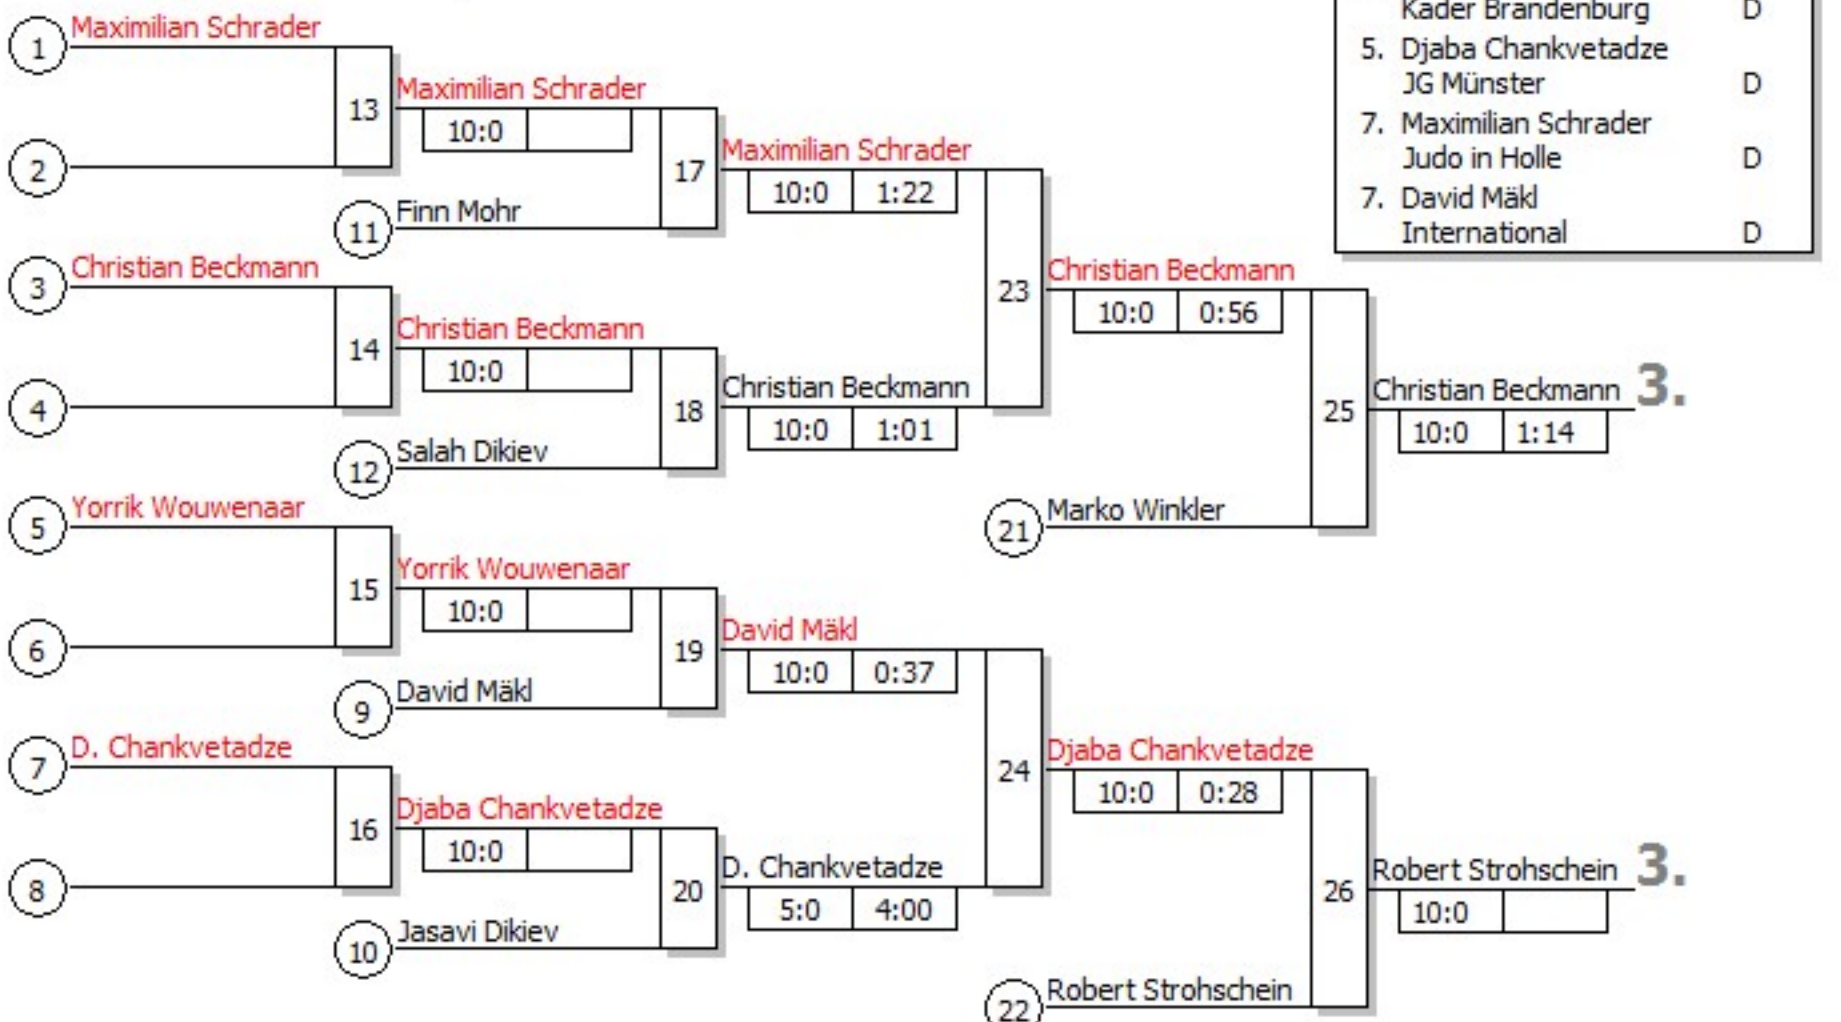 Kader Brandenburg D
5. Djaba Chankvetadze
JG Münster D
7. Maximilian Schrader
Judo in Holle D
7. David Mäkl
International D
1 Maximilian Schrader
13 Maximilian Schrader
10:0
2
17 Maximilian Schrader
10:0 1:22
11 Finn Mohr
3 Christian Beckmann
23 Christian Beckmann
10:0 0:56
14 Christian Beckmann
10:0
4
18 Christian Beckmann
10:0 1:01
12 Salah Dikiev
25 Christian Beckmann 3.
10:0 1:14
5 Yorrik Wouwenaar
21 Marko Winkler
15 Yorrik Wouwenaar
10:0
6
19 David Mäkl
10:0 0:37
9 David Mäkl
7 D. Chankvetadze
24 Djaba Chankvetadze
10:0 0:28
16 Djaba Chankvetadze
10:0
8
20 D. Chankvetadze
5:0 4:00
10 Jasavi Dikiev
26 Robert Strohschein 3.
10:0
22 Robert Strohschein